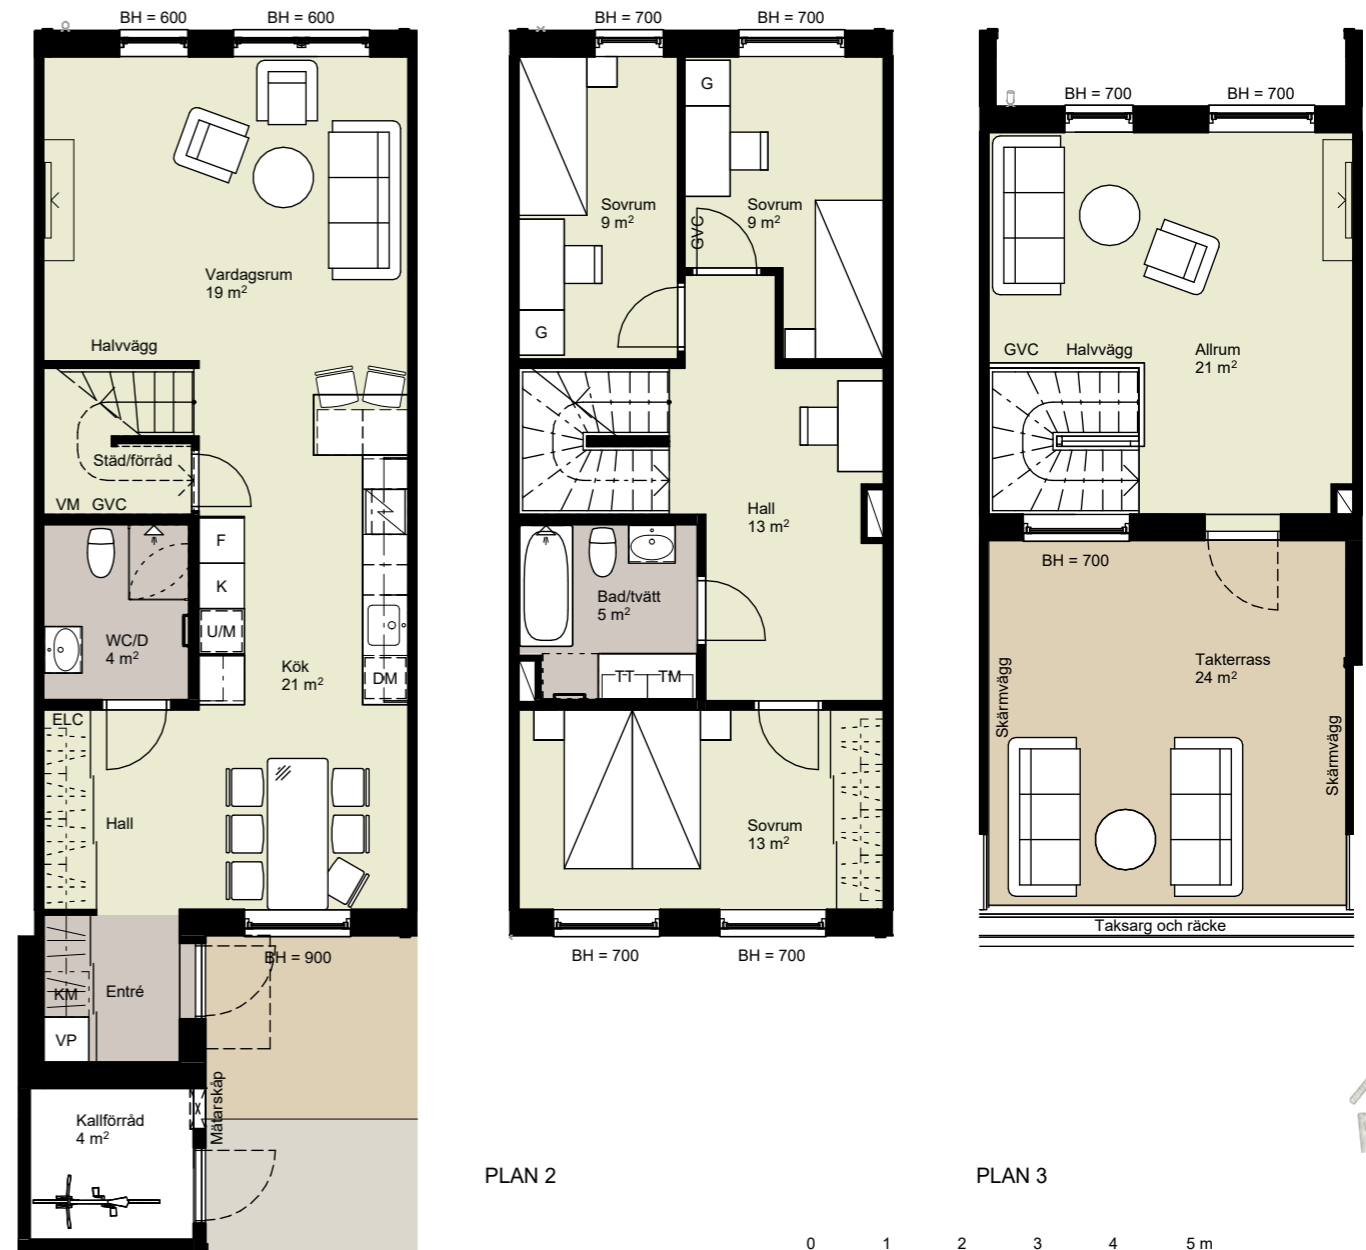 BH = 600
BH = 600
Vardagsrum
19 m²
Halvvägg
Städ/förråd
VM
GVC
F
K
U/M
WC/D
4 m²
Kök
21 m²
DM
ELC
Hall
BH = 900
KM
Entré
VP
Mätarskåp
Kallförråd
4 m²
BH = 700
BH = 700
G
Sovrum
9 m²
Sovrum
9 m²
GVC
G
Hall
13 m²
Bad/tvätt
5 m²
TT
TM
Sovrum
13 m²
BH = 700
BH = 700
PLAN 2
BH = 700
BH = 700
GVC
Halvvägg
Allrum
21 m²
BH = 700
Takterrass
24 m²
Skärmvägg
Skärmvägg
Taksarg och räcke
PLAN 3
0 1 2 3 4 5 m